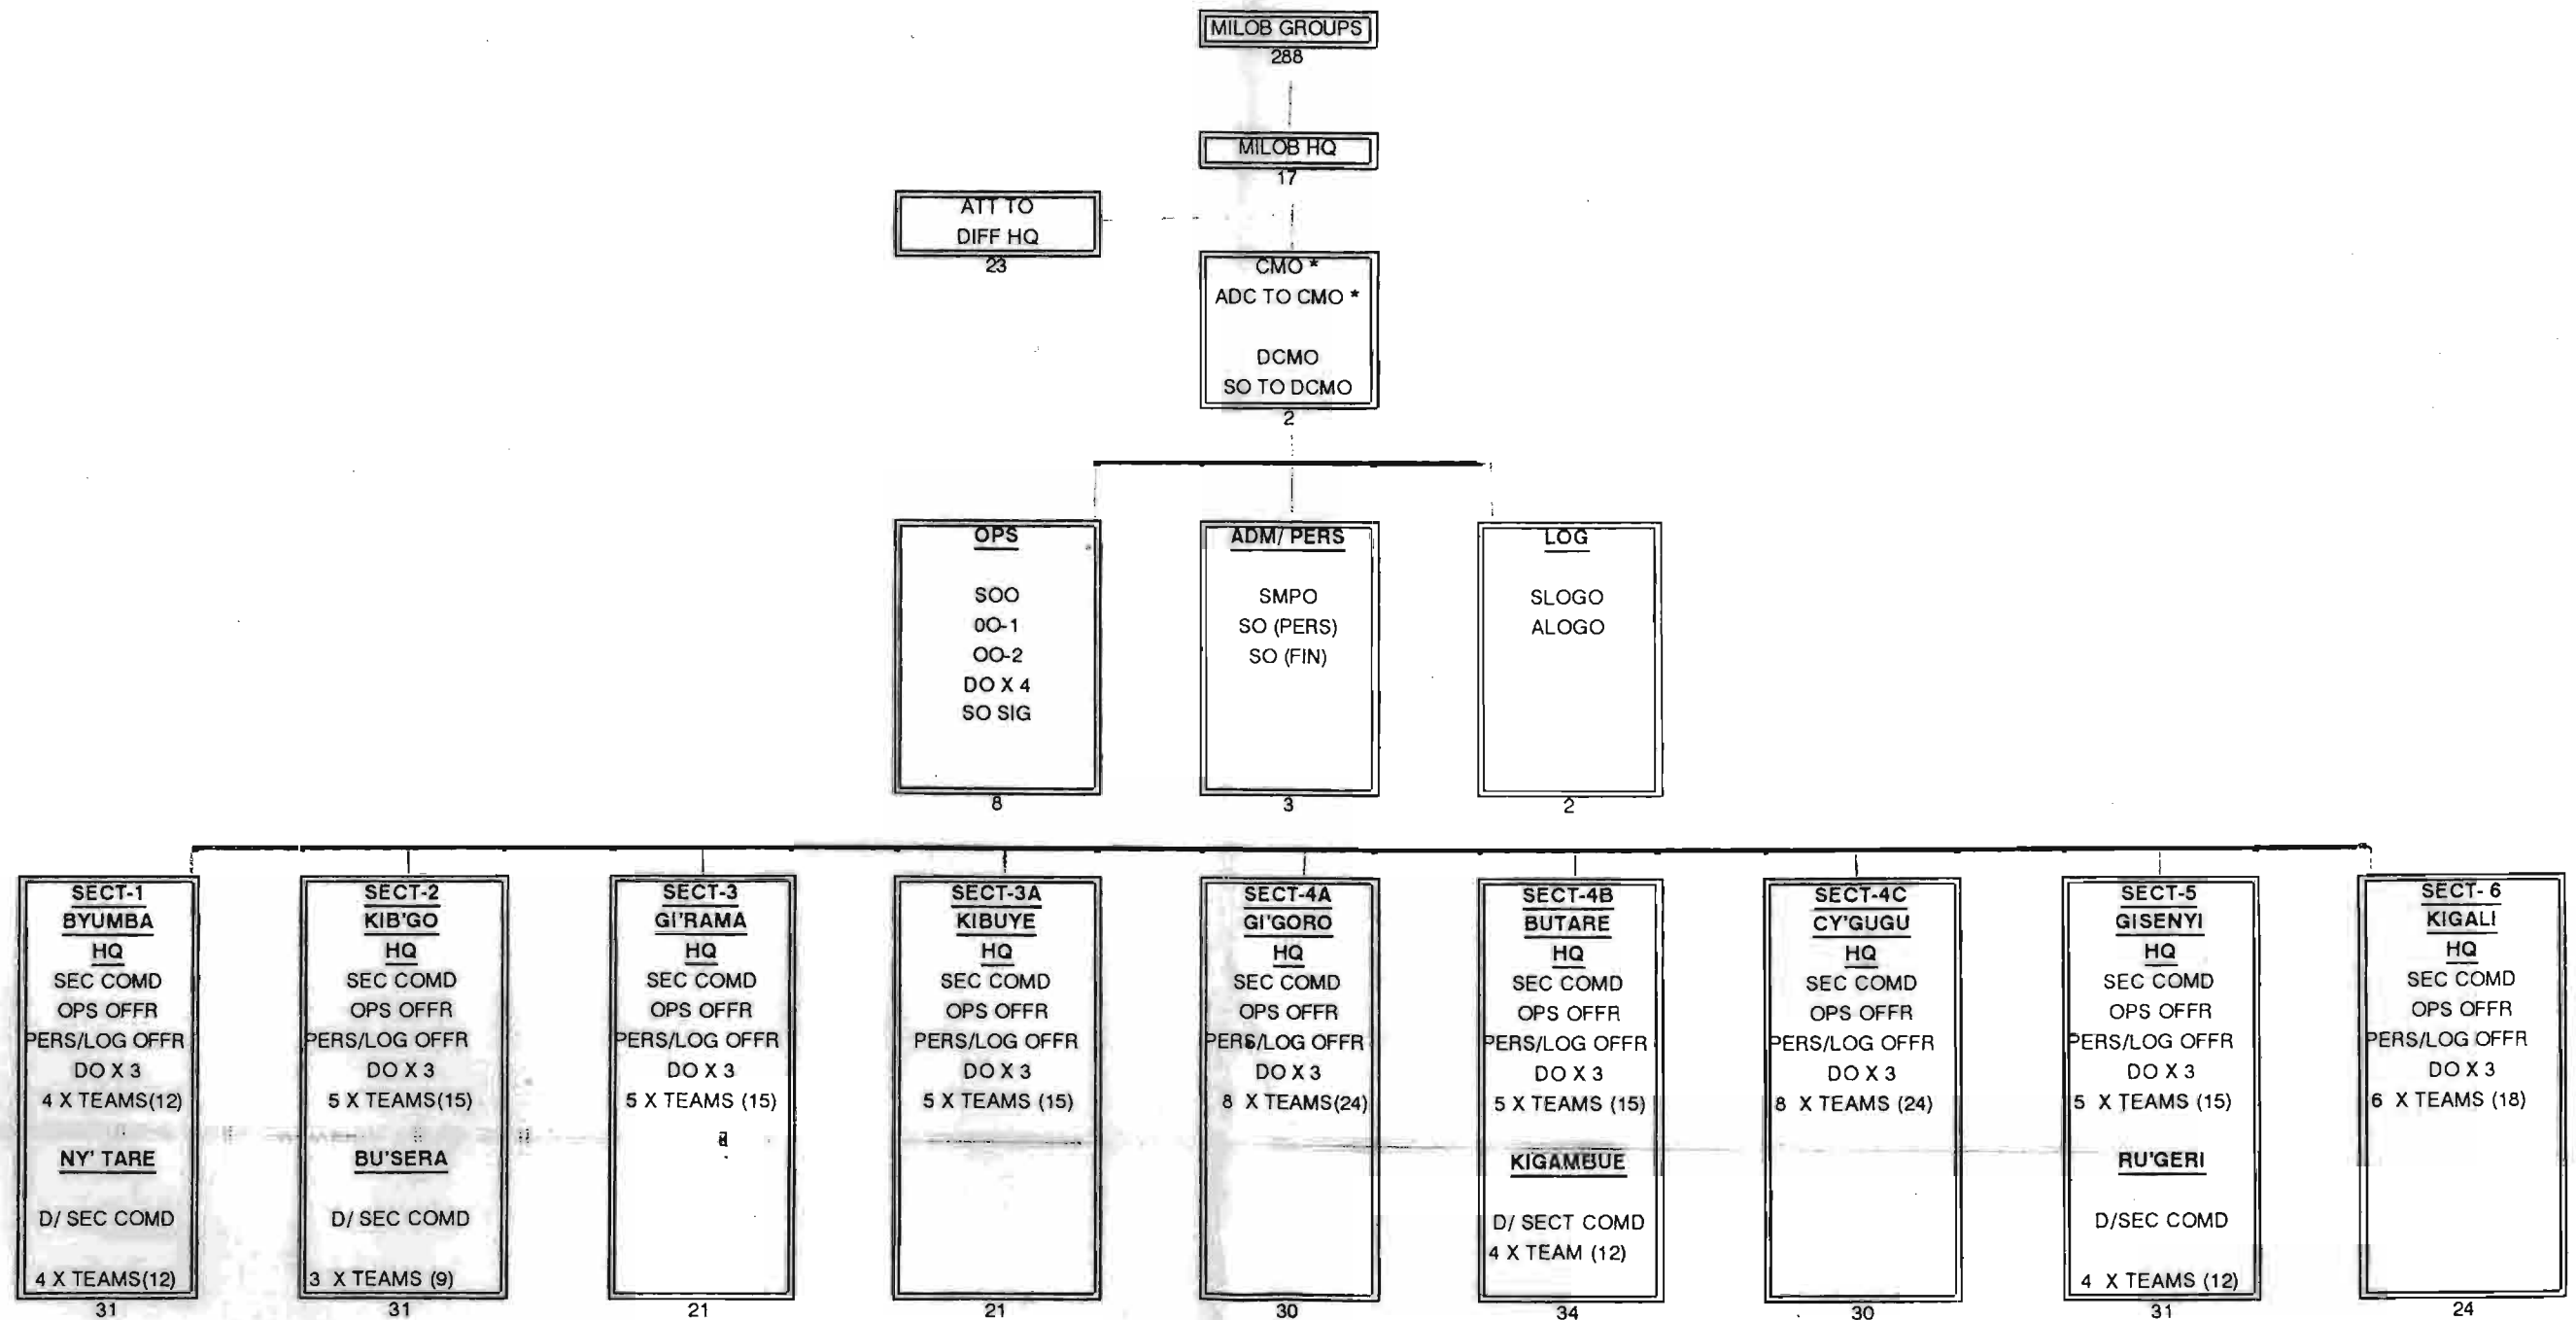 MILOB GROUPS
288
MILOB HQ
17
ATT TO
DIFF HQ
23
CMO *
ADC TO CMO *
DCMO
SO TO DCMO
2
OPS
SOO
0O-1
OO-2
DO X 4
SO SIG
8
ADM/ PERS
SMPO
SO (PERS)
SO (FIN)
3
LOG
SLOGO
ALOGO
2
SECT-1
BYUMBA
HQ
SEC COMD
OPS OFFR
PERS/LOG OFFR
DO X 3
4 X TEAMS(12)
NY' TARE
D/ SEC COMD
4 X TEAMS(12)
31
SECT-2
KIB'GO
HQ
SEC COMD
OPS OFFR
PERS/LOG OFFR
DO X 3
5 X TEAMS(15)
BU'SERA
D/ SEC COMD
3 X TEAMS (9)
31
SECT-3
GI'RAMA
HQ
SEC COMD
OPS OFFR
PERS/LOG OFFR
DO X 3
5 X TEAMS (15)
21
SECT-3A
KIBUYE
HQ
SEC COMD
OPS OFFR
PERS/LOG OFFR
DO X 3
5 X TEAMS (15)
21
SECT-4A
GI'GORO
HQ
SEC COMD
OPS OFFR
PERS/LOG OFFR
DO X 3
8 X TEAMS(24)
30
SECT-4B
BUTARE
HQ
SEC COMD
OPS OFFR
PERS/LOG OFFR
DO X 3
5 X TEAMS (15)
KIGAMBUE
D/ SECT COMD
4 X TEAM (12)
34
SECT-4C
CY'GUGU
HQ
SEC COMD
OPS OFFR
PERS/LOG OFFR
DO X 3
8 X TEAMS (24)
30
SECT-5
GISENYI
HQ
SEC COMD
OPS OFFR
PERS/LOG OFFR
DO X 3
5 X TEAMS (15)
RU'GERI
D/SEC COMD
4 X TEAMS (12)
31
SECT- 6
KIGALI
HQ
SEC COMD
OPS OFFR
PERS/LOG OFFR
DO X 3
6 X TEAMS (18)
24